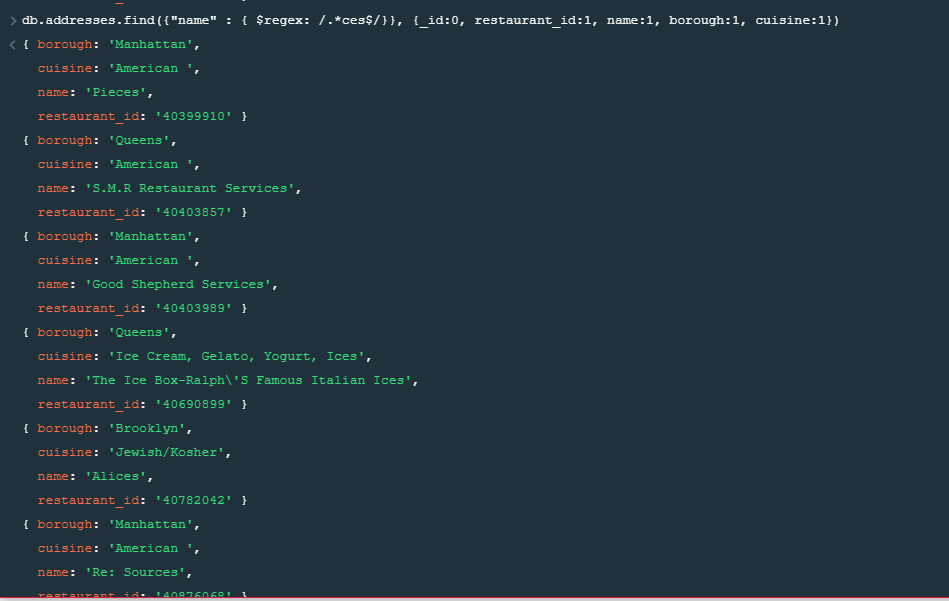 db.addresses.find({"name" : { $regex: /.*ces$/}}, {_id:0, restaurant_id:1, name:1, borough:1, cuisine:1})
{ borough: 'Manhattan',
cuisine: 'American ',
name: 'Pieces',
restaurant_id: '40399910' }
{ borough: 'Queens',
cuisine: 'American ',
name: 'S.M.R Restaurant Services',
restaurant_id: '40403857' }
{ borough: 'Manhattan',
cuisine: 'American ',
name: 'Good Shepherd Services',
restaurant_id: '40403989' }
{ borough: 'Queens',
cuisine: 'Ice Cream, Gelato, Yogurt, Ices',
name: 'The Ice Box-Ralph\'S Famous Italian Ices',
restaurant_id: '40690899' }
{ borough: 'Brooklyn',
cuisine: 'Jewish/Kosher',
name: 'Alices',
restaurant_id: '40782042' }
{ borough: 'Manhattan',
cuisine: 'American ',
name: 'Re: Sources',
restaurant_id: '40876068' }